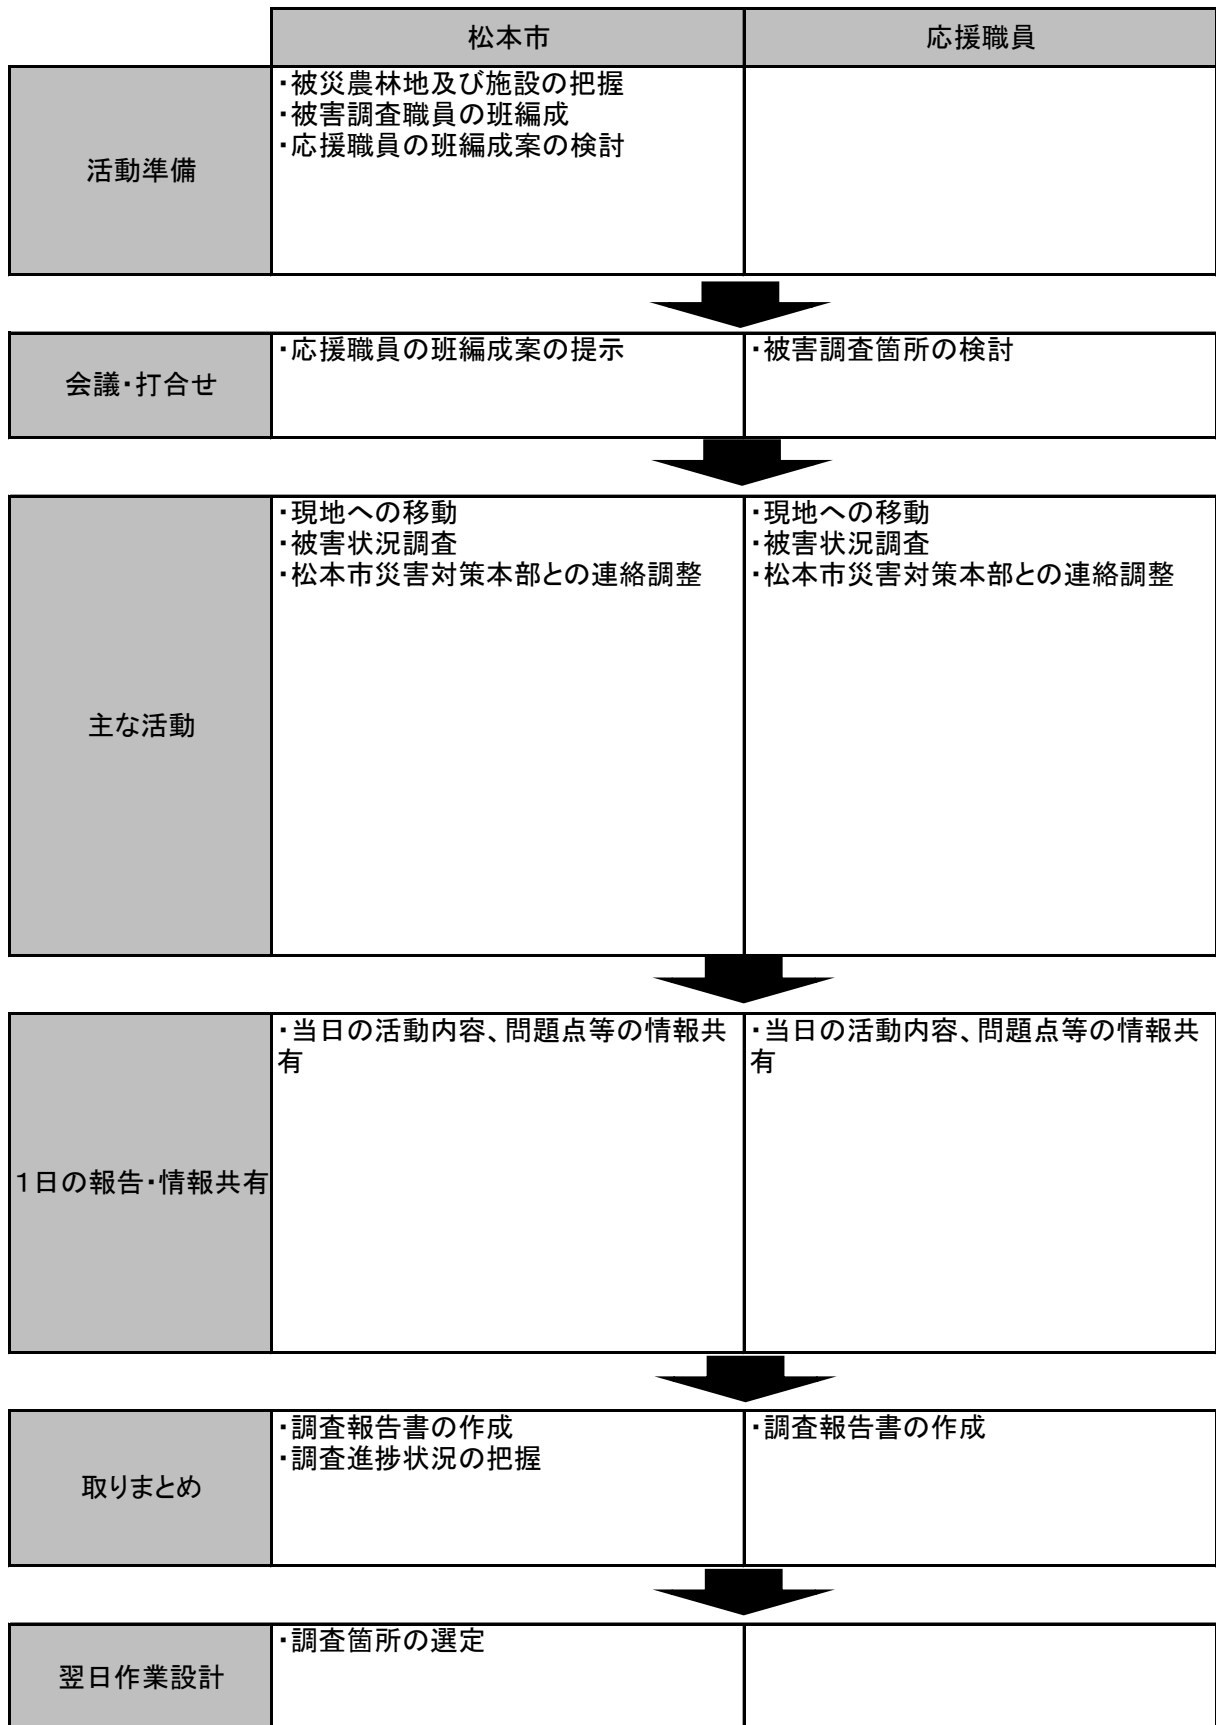 松本市
応援職員
活動準備
・被災農林地及び施設の把握
・被害調査職員の班編成
・応援職員の班編成案の検討
会議・打合せ
・応援職員の班編成案の提示
・被害調査箇所の検討
主な活動
・現地への移動
・被害状況調査
・松本市災害対策本部との連絡調整
・現地への移動
・被害状況調査
・松本市災害対策本部との連絡調整
１日の報告・情報共有
・当日の活動内容、問題点等の情報共
有
・当日の活動内容、問題点等の情報共
有
取りまとめ
・調査報告書の作成
・調査進捗状況の把握
・調査報告書の作成
翌日作業設計
・調査箇所の選定